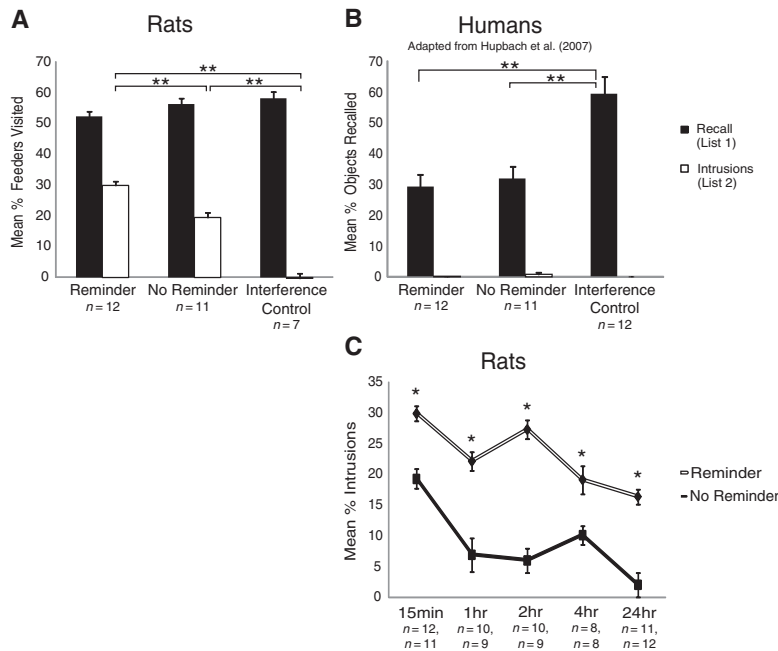 A
Rats
Mean % Feeders Visited
70
60
50
40
30
20
10
0
**
**
**
Reminder
n = 12
No Reminder
n = 11
Interference
Control
n = 7
B
Humans
Adapted from Hupbach et al. (2007)
Mean % Objects Recalled
70
60
50
40
30
20
10
0
**
**
Reminder
n = 12
No Reminder
n = 11
Interference
Control
n = 12
Recall
(List 1)
Intrusions
(List 2)
C
Rats
Mean % Intrusions
35
30
25
20
15
10
5
0
*
*
*
*
*
Reminder
No Reminder
15min
n = 12,
n = 11
1hr
n = 10,
n = 9
2hr
n = 10,
n = 9
4hr
n = 8,
n = 8
24hr
n = 11,
n = 12